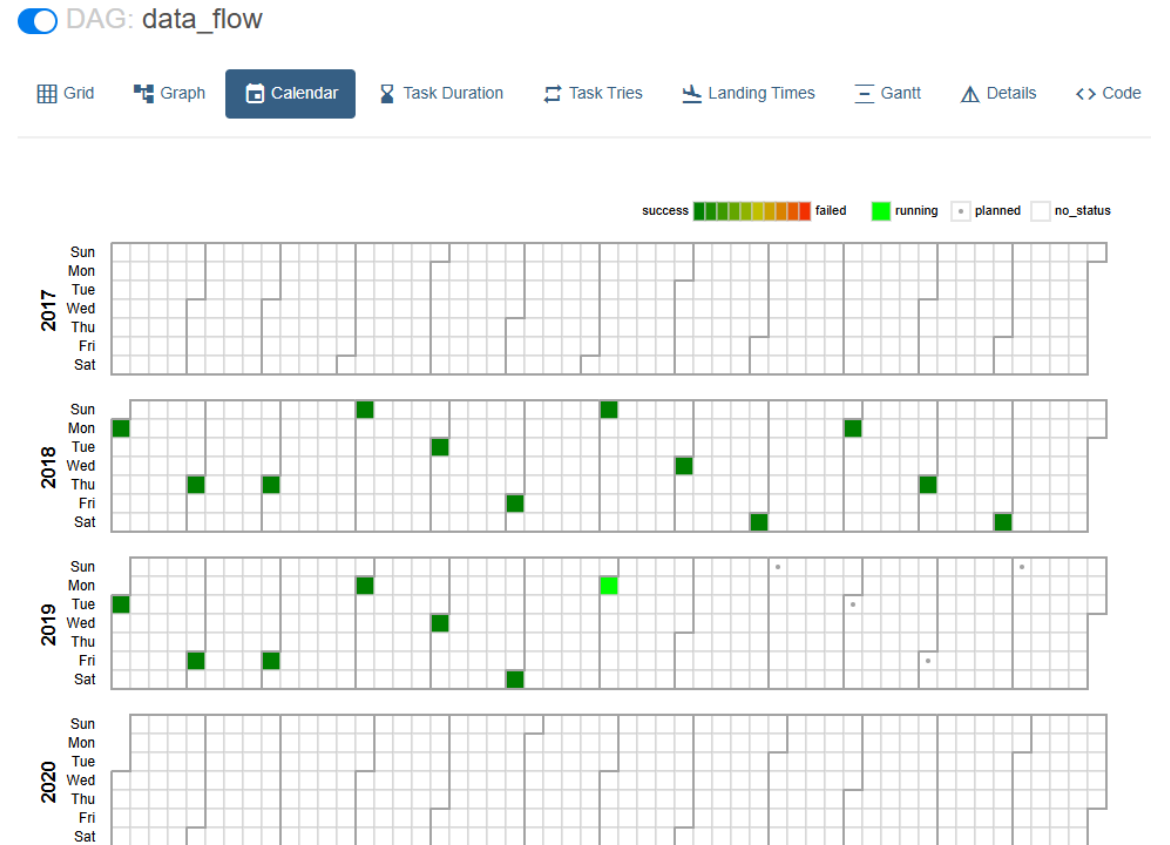 DAG: data_flow
Grid Graph Calendar Task Duration Task Tries Landing Times Gantt Details <> Code
success failed running planned no_status
2017
Sun
Mon
Tue
Wed
Thu
Fri
Sat
2018
Sun
Mon
Tue
Wed
Thu
Fri
Sat
2019
Sun
Mon
Tue
Wed
Thu
Fri
Sat
2020
Sun
Mon
Tue
Wed
Thu
Fri
Sat